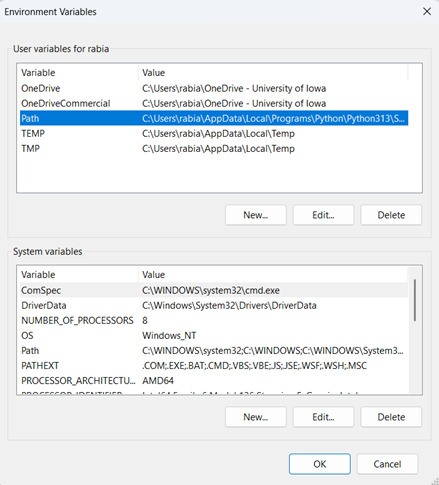 Environment Variables
User variables for rabia
Variable Value
OneDrive C:\Users\rabia\OneDrive - University of Iowa
OneDriveCommercial C:\Users\rabia\OneDrive - University of Iowa
Path C:\Users\rabia\AppData\Local\Programs\Python\Python313\S...
TEMP C:\Users\rabia\AppData\Local\Temp
TMP C:\Users\rabia\AppData\Local\Temp
New... Edit... Delete
System variables
Variable Value
ComSpec C:\WINDOWS\system32\cmd.exe
DriverData C:\Windows\System32\Drivers\DriverData
NUMBER_OF_PROCESSORS 8
OS Windows_NT
Path C:\WINDOWS\system32;C:\WINDOWS;C:\WINDOWS\System3...
PATHEXT .COM;.EXE;.BAT;.CMD;.VBS;.VBE;.JS;.JSE;.WSF;.WSH;.MSC
PROCESSOR_ARCHITECTU... AMD64
New... Edit... Delete
OK Cancel